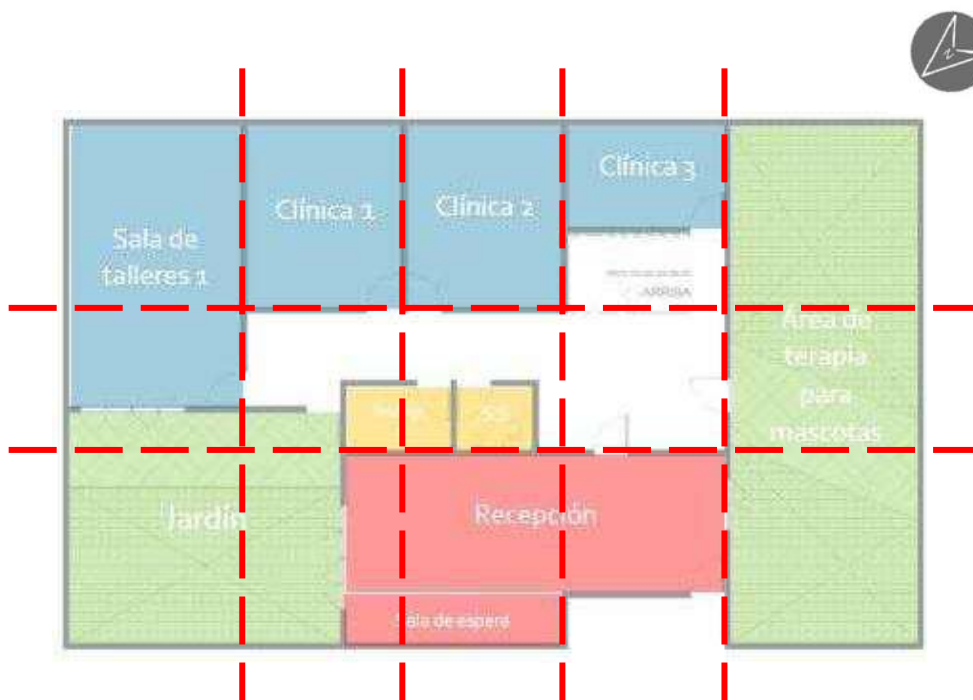 Clínica 3
Clínica 1
Clínica 2
Sala de
talleres 1
ARRIBA
Área de
terapia
para
mascotas
Jardín
Recepción
Sala de espera